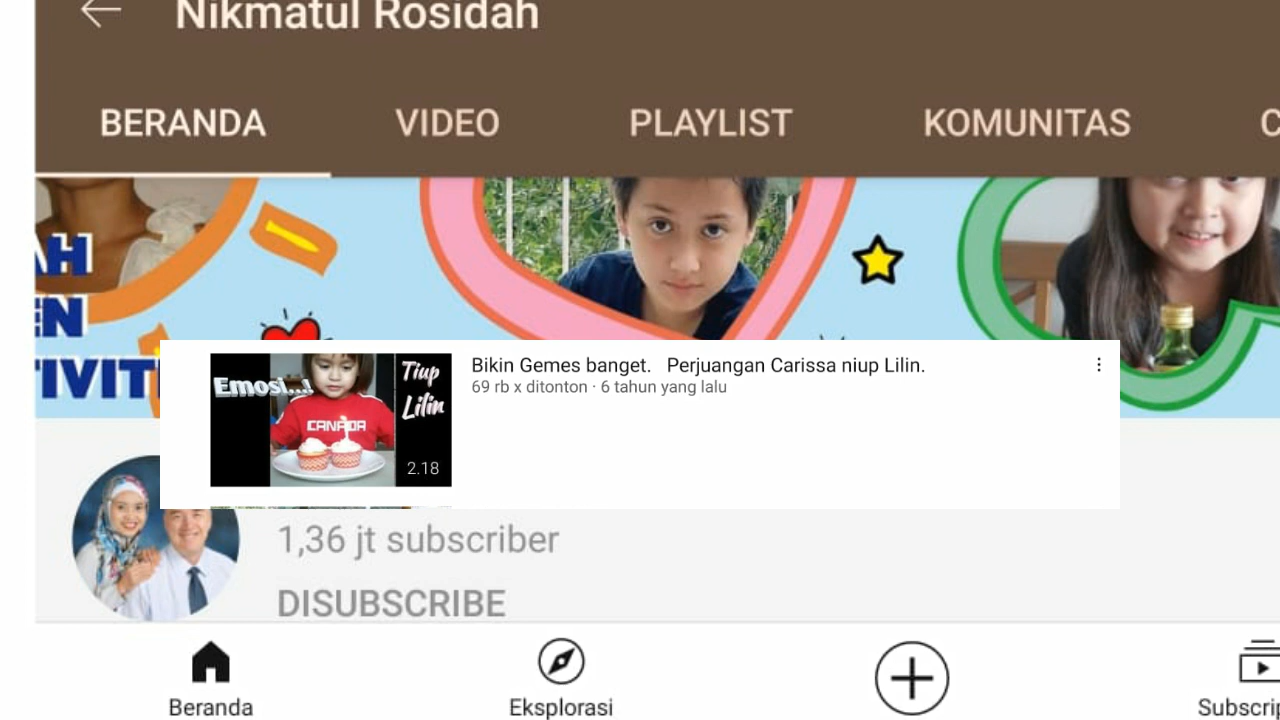 Nikmatul Rosidah
BERANDA VIDEO PLAYLIST KOMUNITAS C
AH
EN
TIVIT
Emosi...!
Tiup
Lilin
CANADA
2.18
Bikin Gemes banget. Perjuangan Carissa niup Lilin.
69 rb x ditonton · 6 tahun yang lalu
1,36 jt subscriber
DISUBSCRIBE
Beranda Eksplorasi Subscrip